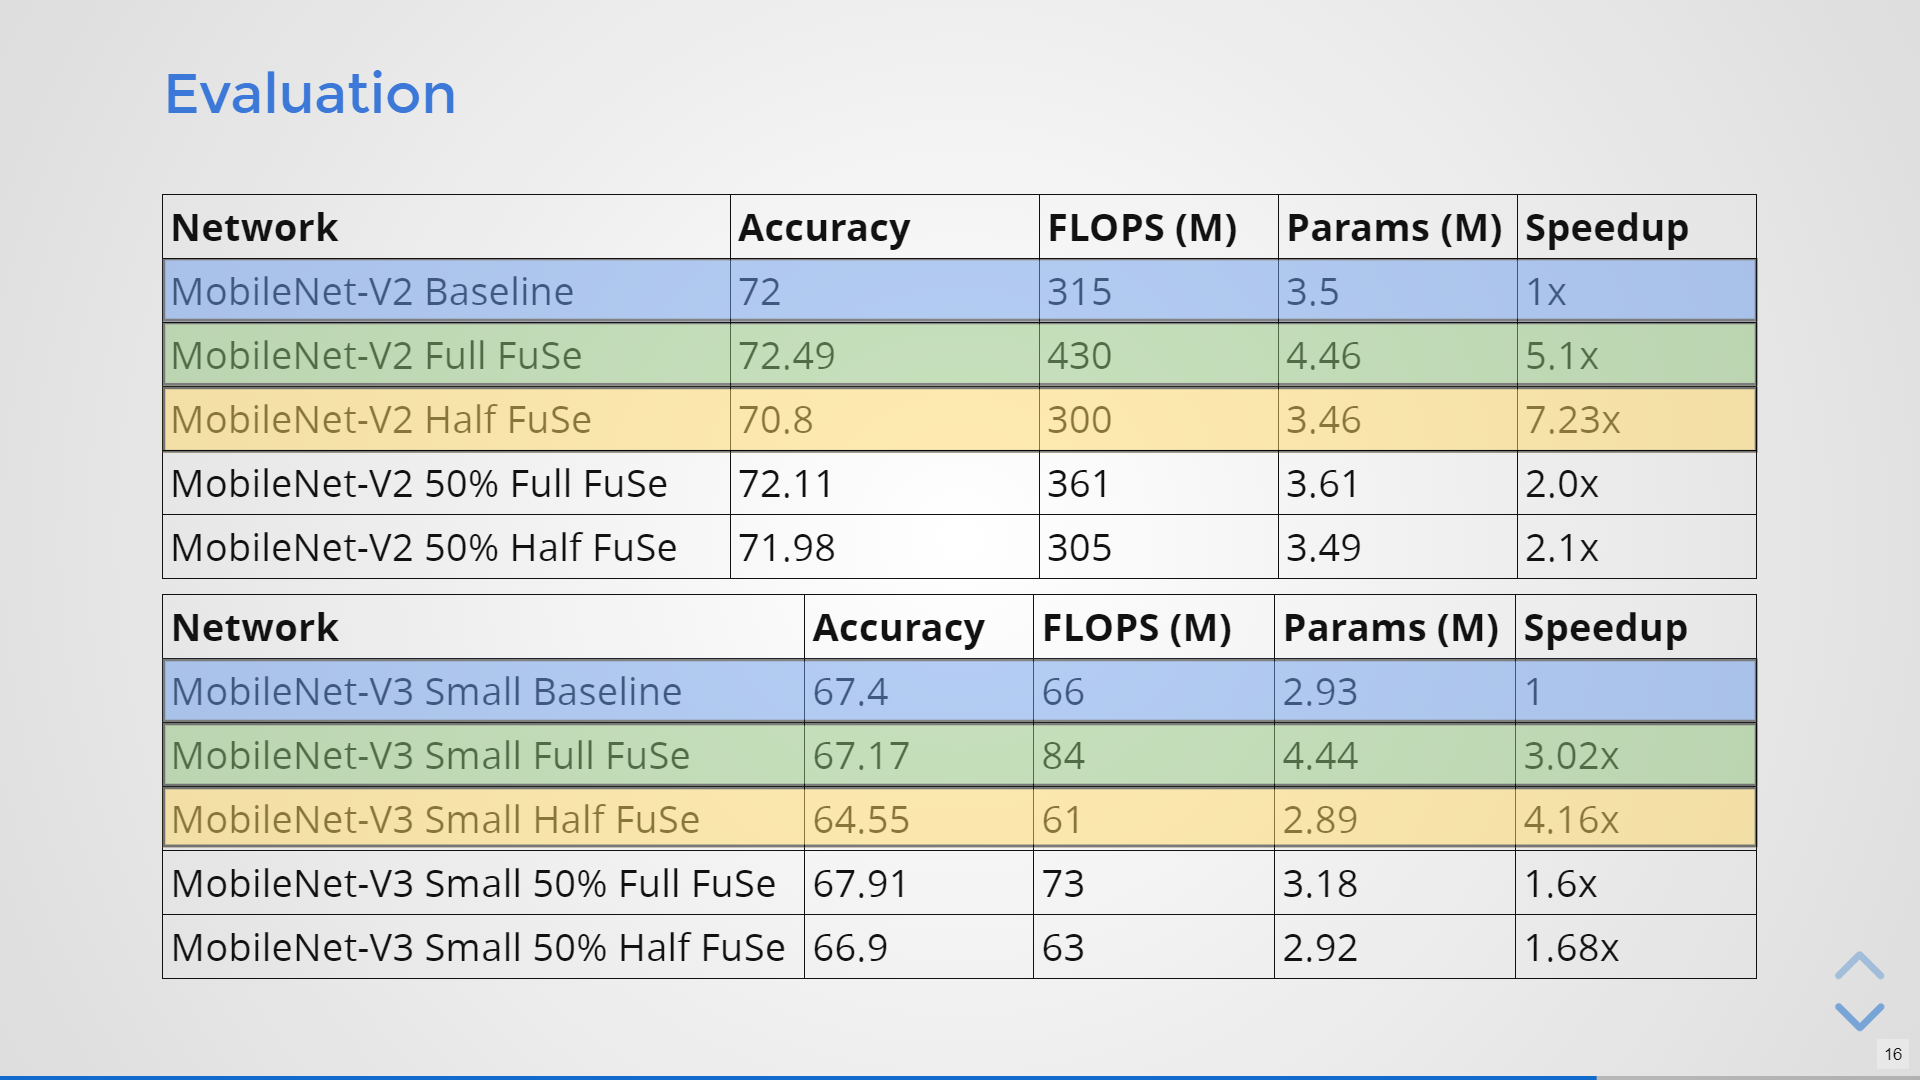 Evaluation
Network Accuracy FLOPS (M) Params (M) Speedup
MobileNet-V2 Baseline 72 315 3.5 1x
MobileNet-V2 Full FuSe 72.49 430 4.46 5.1x
MobileNet-V2 Half FuSe 70.8 300 3.46 7.23x
MobileNet-V2 50% Full FuSe 72.11 361 3.61 2.0x
MobileNet-V2 50% Half FuSe 71.98 305 3.49 2.1x
Network Accuracy FLOPS (M) Params (M) Speedup
MobileNet-V3 Small Baseline 67.4 66 2.93 1
MobileNet-V3 Small Full FuSe 67.17 84 4.44 3.02x
MobileNet-V3 Small Half FuSe 64.55 61 2.89 4.16x
MobileNet-V3 Small 50% Full FuSe 67.91 73 3.18 1.6x
MobileNet-V3 Small 50% Half FuSe 66.9 63 2.92 1.68x
16